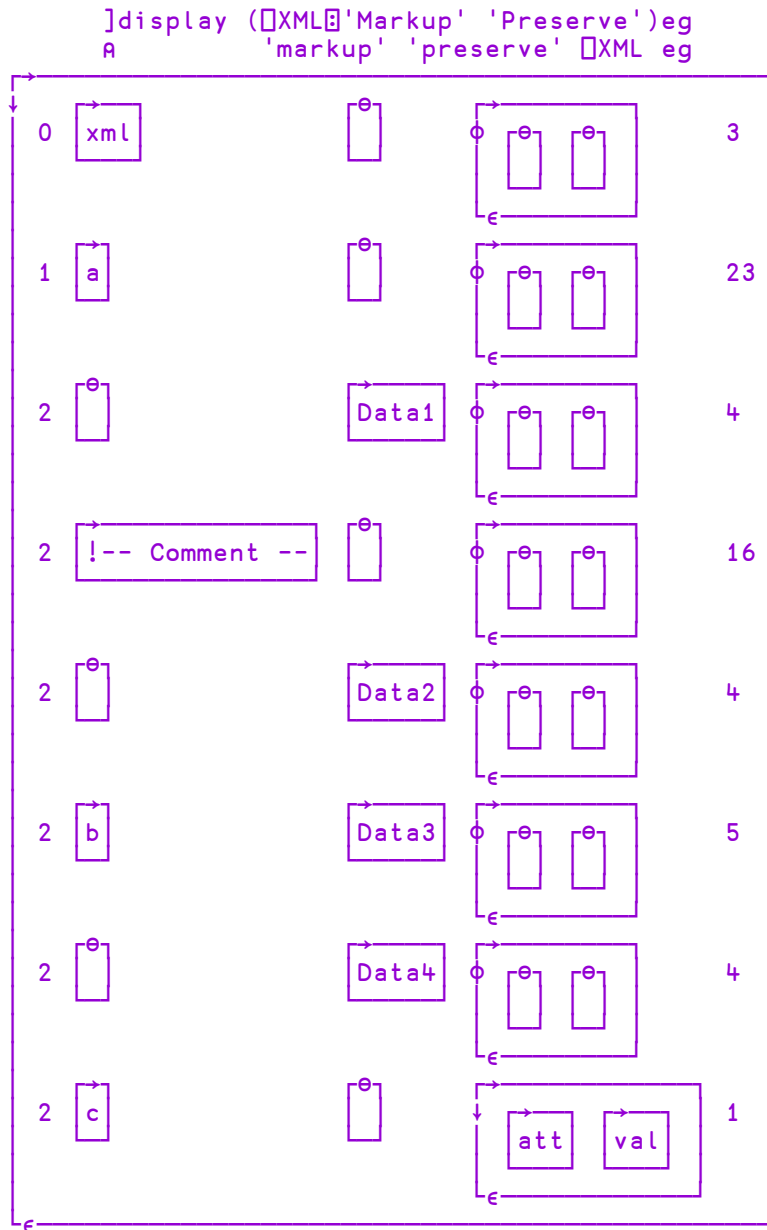 ]display (⎕XML⍠'Markup' 'Preserve')eg
⍝ 'markup' 'preserve' ⎕XML eg
0 xml 3
1 a 23
2 Data1 4
2 !-- Comment -- 16
2 Data2 4
2 b Data3 5
2 Data4 4
2 c att val 1